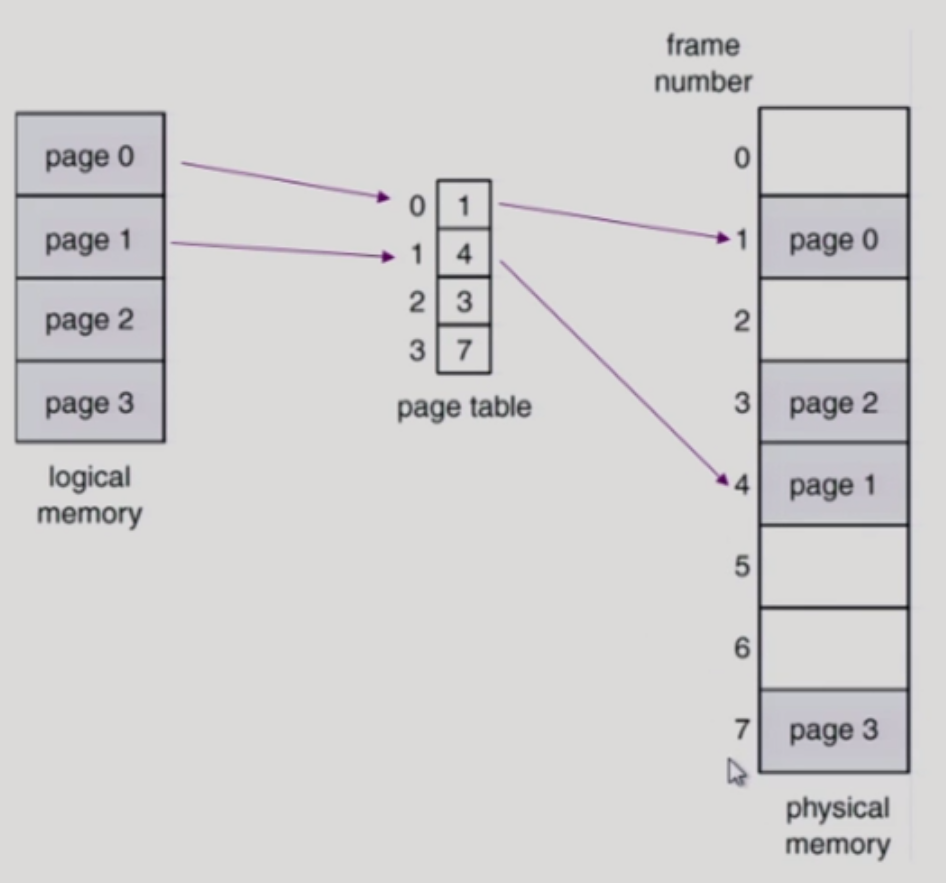 page 0
page 1
page 2
page 3
logical
memory
0 1
1 4
2 3
3 7
page table
frame
number
0
1 page 0
2
3 page 2
4 page 1
5
6
7 page 3
physical
memory